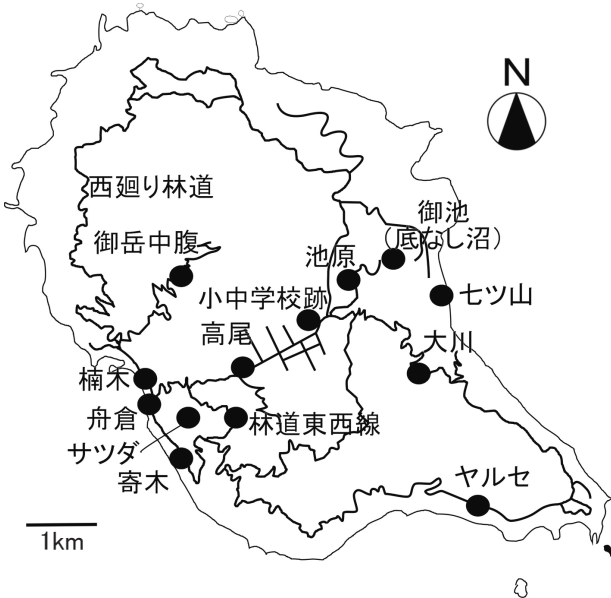 N
西廻り林道
御池
(底なし沼)
御岳中腹
池原
七ツ山
小中学校跡
高尾
大川
楠木
舟倉
林道東西線
サツダ
寄木
ヤルセ
1km